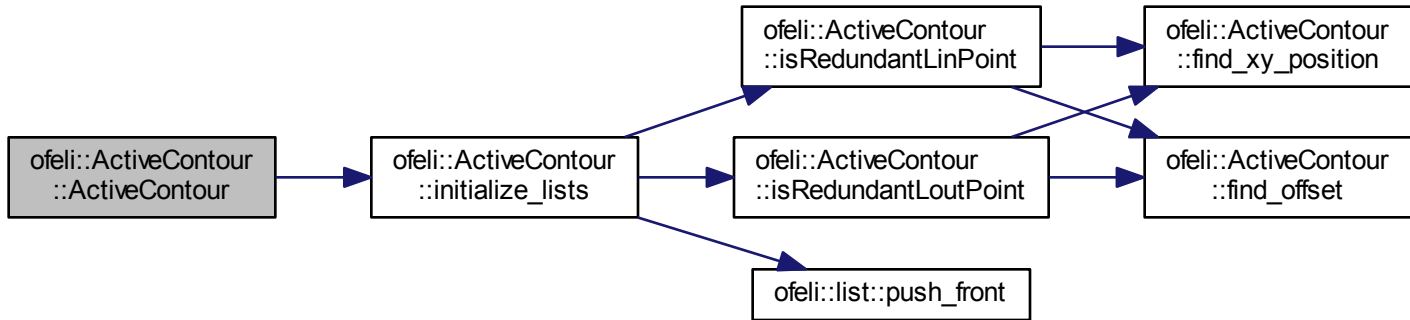 ofeli::ActiveContour
::ActiveContour
ofeli::ActiveContour
::initialize_lists
ofeli::ActiveContour
::isRedundantLinPoint
ofeli::ActiveContour
::isRedundantLoutPoint
ofeli::list::push_front
ofeli::ActiveContour
::find_xy_position
ofeli::ActiveContour
::find_offset